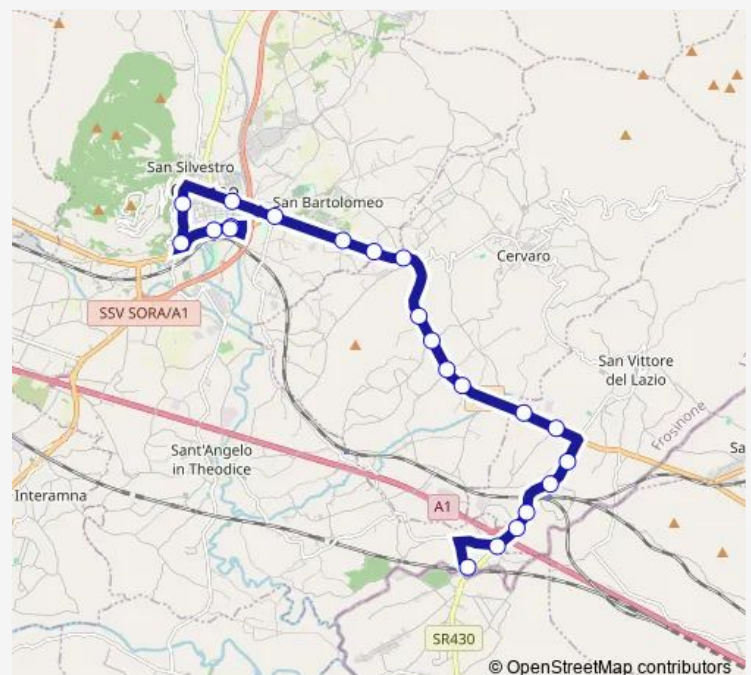 San Silvestro
San Bartolomeo
Cervaro
SSV SORA/A1
San Vittore
del Lazio
Frosinone
Sant'Angelo
in Theodice
Interamna
A1
SR430
© OpenStreetMap contributors